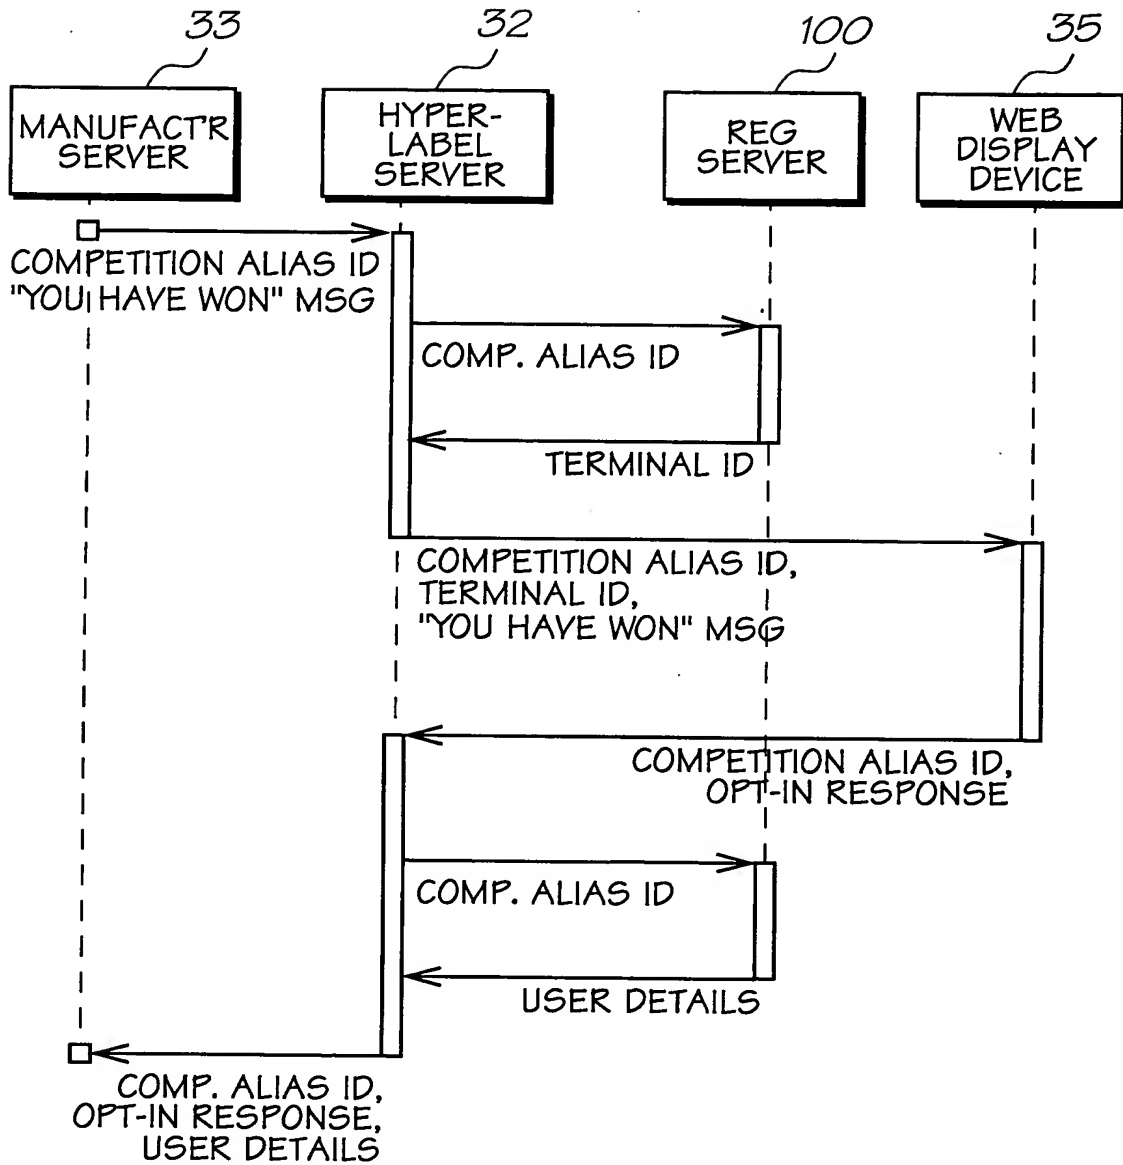 33
32
100
35
MANUFACT'R
SERVER
HYPER-
LABEL
SERVER
REG
SERVER
WEB
DISPLAY
DEVICE
COMPETITION ALIAS ID
"YOU HAVE WON" MSG
COMP. ALIAS ID
TERMINAL ID
COMPETITION ALIAS ID,
TERMINAL ID,
"YOU HAVE WON" MSG
COMPETITION ALIAS ID,
OPT-IN RESPONSE
COMP. ALIAS ID
USER DETAILS
COMP. ALIAS ID,
OPT-IN RESPONSE,
USER DETAILS